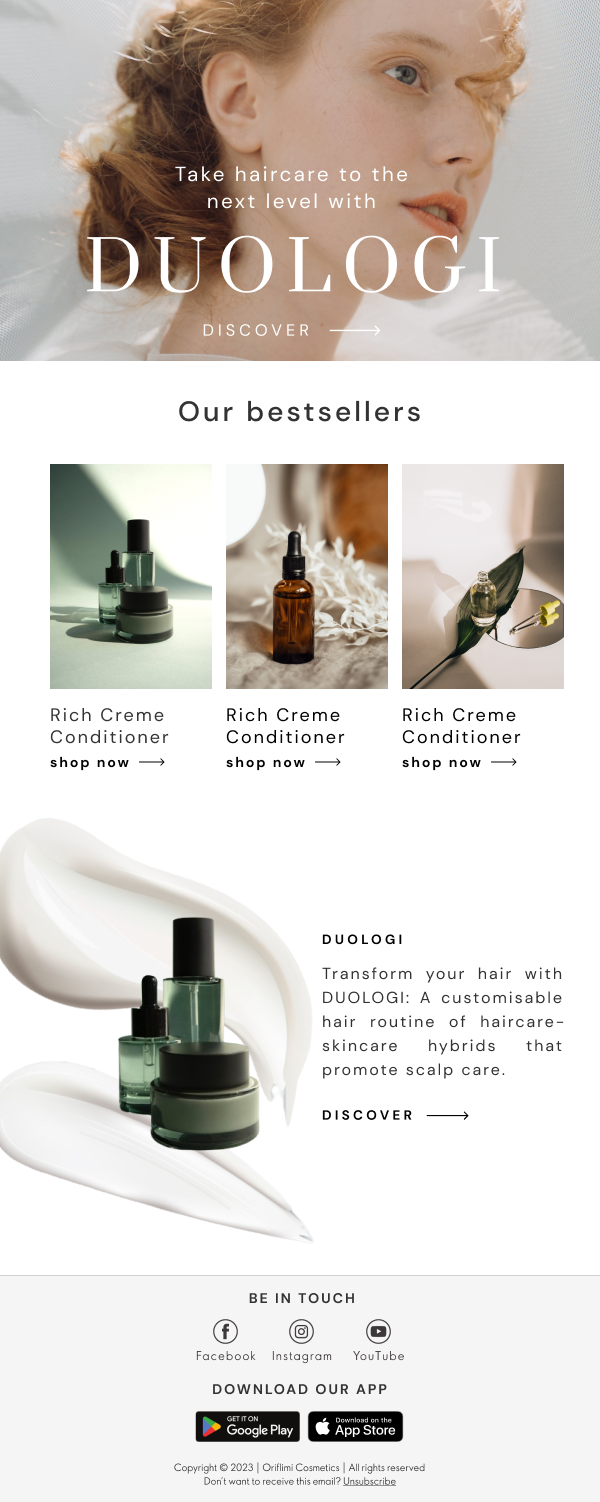 Take haircare to the
next level with
DUOLOGI
DISCOVER
Our bestsellers
Rich Creme
Conditioner
shop now
Rich Creme
Conditioner
shop now
Rich Creme
Conditioner
shop now
DUOLOGI
Transform your hair with
DUOLOGI: A customisable
hair routine of haircare-
skincare hybrids that
promote scalp care.
DISCOVER
BE IN TOUCH
Facebook Instagram YouTube
DOWNLOAD OUR APP
GET IT ON
Google Play
Download on the
App Store
Copyright © 2023 | Oriflimi Cosmetics | All rights reserved
Don't want to receive this email? Unsubscribe